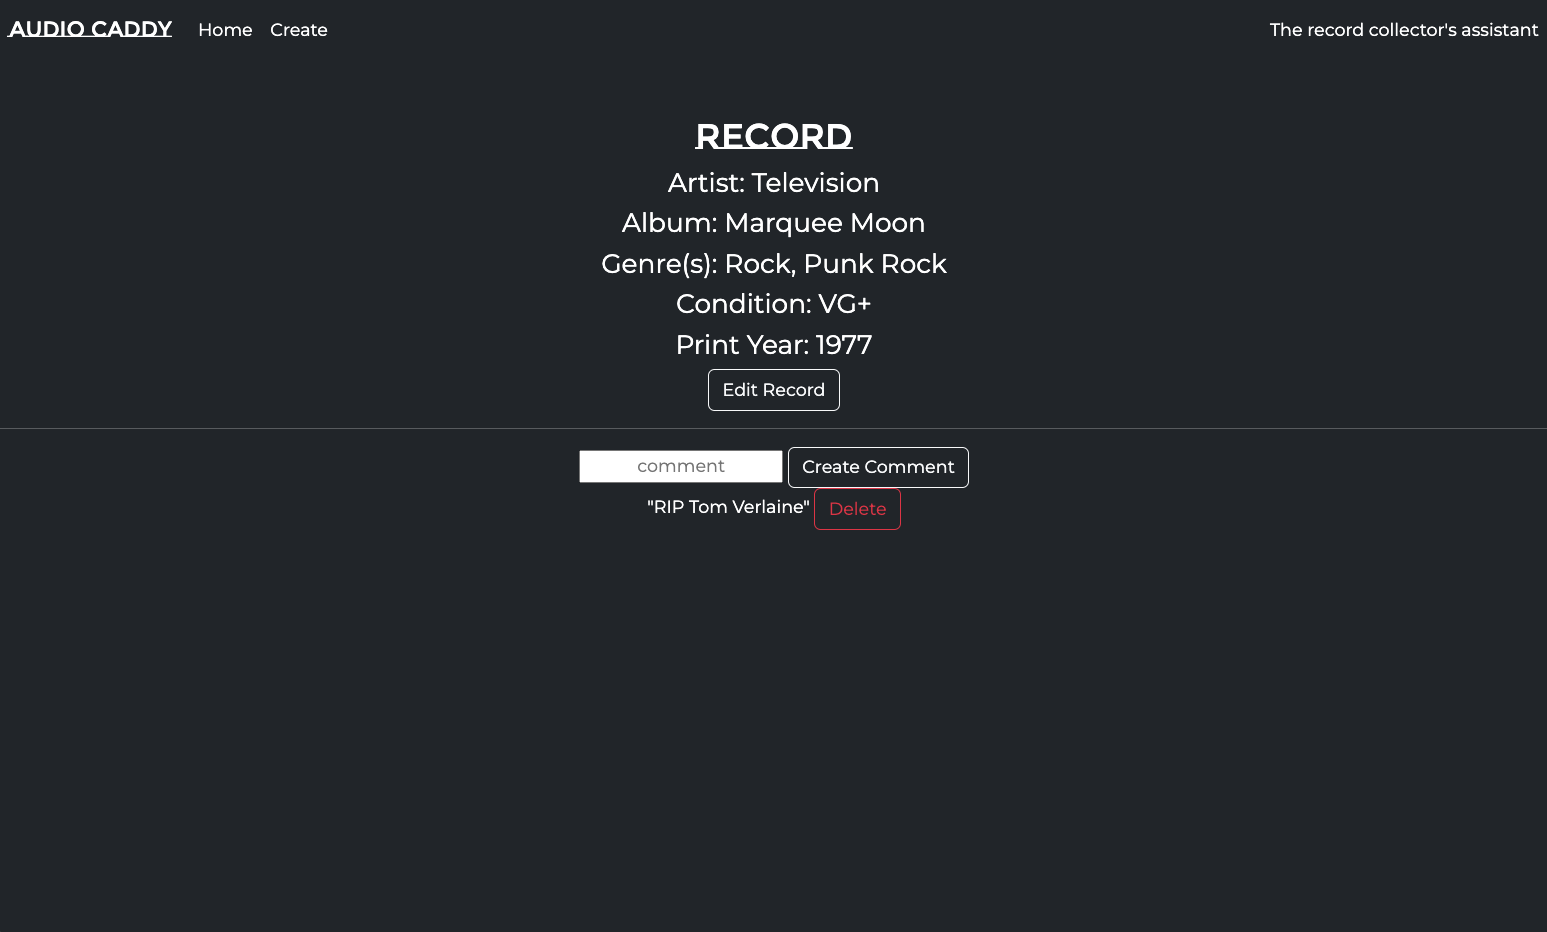 AUDIO CADDY Home Create The record collector's assistant
RECORD
Artist: Television
Album: Marquee Moon
Genre(s): Rock, Punk Rock
Condition: VG+
Print Year: 1977
Edit Record
comment Create Comment
"RIP Tom Verlaine" Delete